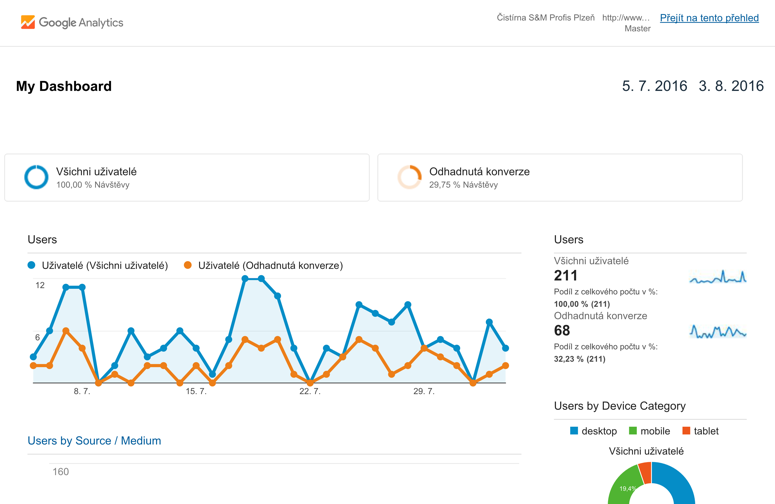 Google Analytics
Čistírna S&M Profis Plzeň http://www... Přejít na tento přehled
Master
My Dashboard
5. 7. 2016 3. 8. 2016
Všichni uživatelé
100,00 % Návštěvy
Odhadnutá konverze
29,75 % Návštěvy
Users
Uživatelé (Všichni uživatelé) Uživatelé (Odhadnutá konverze)
12
6
8. 7. 15. 7. 22. 7. 29. 7.
Users by Source / Medium
160
Users
Všichni uživatelé
211
Podíl z celkového počtu v %:
100,00 % (211)
Odhadnutá konverze
68
Podíl z celkového počtu v %:
32,23 % (211)
Users by Device Category
desktop mobile tablet
Všichni uživatelé
19,4%